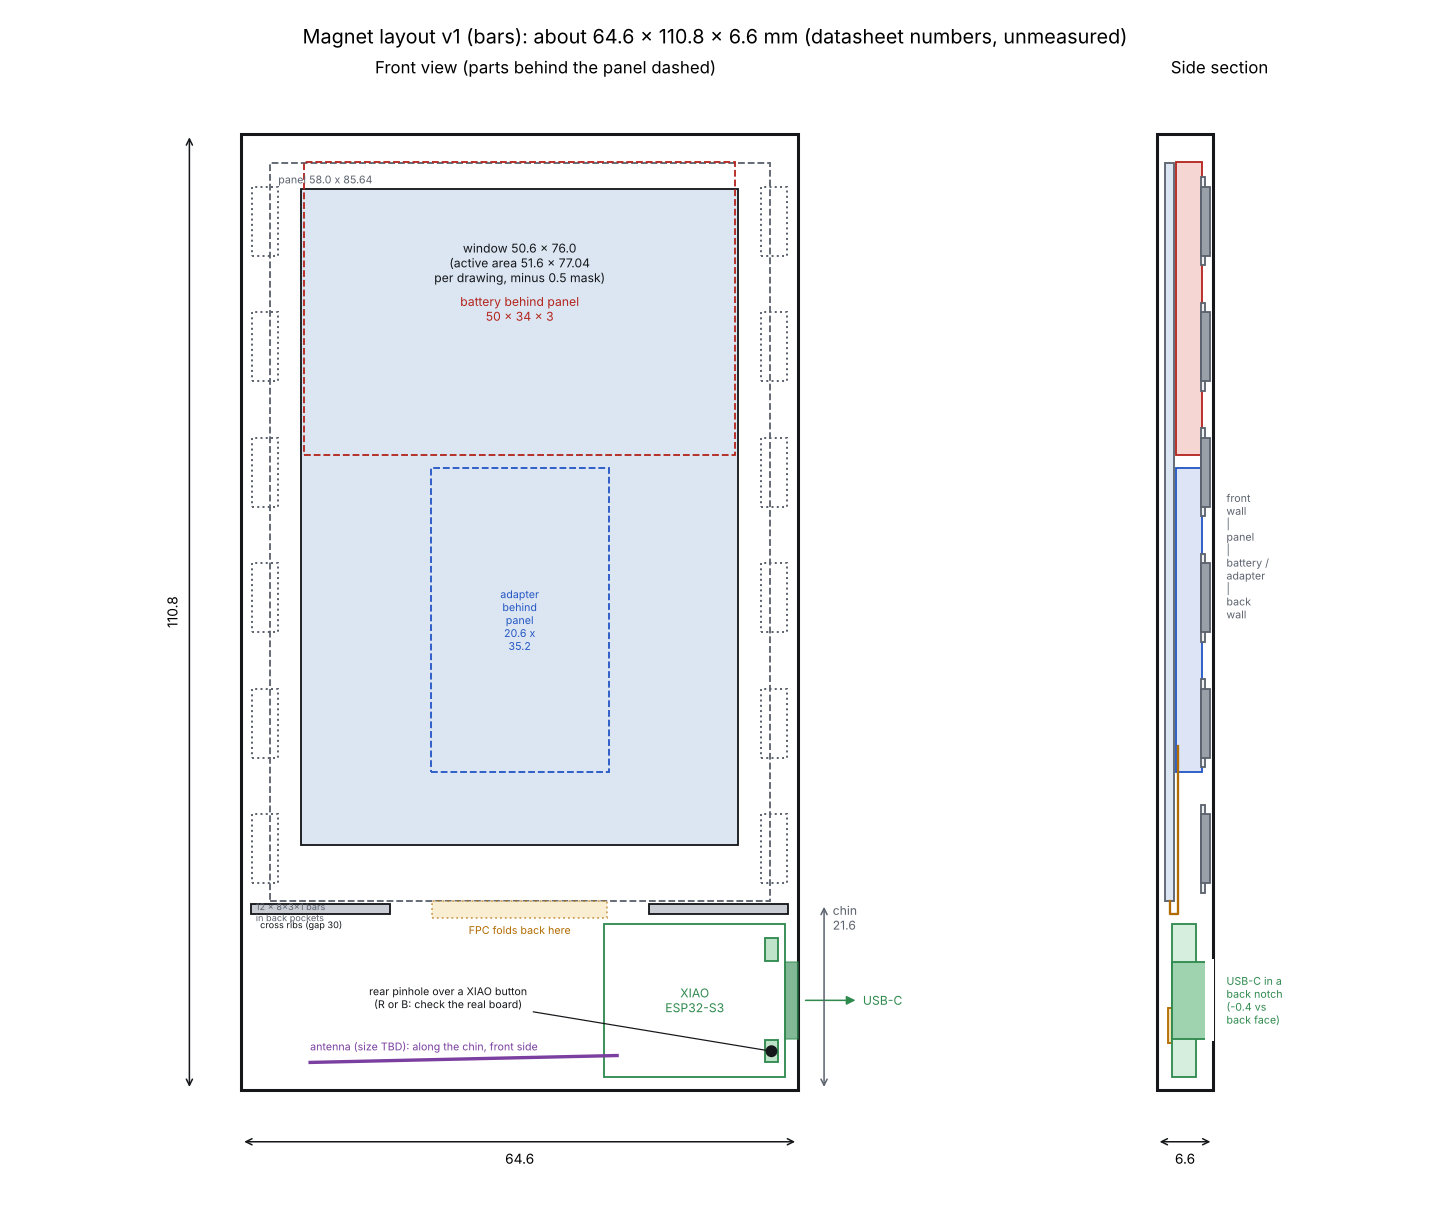 Magnet layout v1 (bars): about 64.6 × 110.8 × 6.6 mm (datasheet numbers, unmeasured)
Front view (parts behind the panel dashed)
Side section
panel 58.0 x 85.64
window 50.6 × 76.0
(active area 51.6 × 77.04
per drawing, minus 0.5 mask)
battery behind panel
50 × 34 × 3
adapter
behind
panel
20.6 x
35.2
110.8
front
wall
|
panel
|
battery /
adapter
|
back
wall
12 × 8×3×1 bars
in back pockets
cross ribs (gap 30)
FPC folds back here
chin
21.6
rear pinhole over a XIAO button
(R or B: check the real board)
XIAO
ESP32-S3
USB-C
USB-C in a
back notch
(-0.4 vs
back face)
antenna (size TBD): along the chin, front side
64.6
6.6